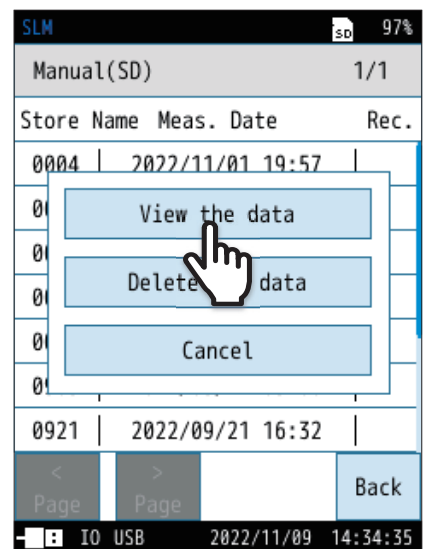 SLM SD 97%
Manual(SD) 1/1
Store Name Meas. Date Rec.
0004 2022/11/01 19:57
View the data
Delete data
Cancel
0921 2022/09/21 16:32
< >
Page Page
Back
IO USB 2022/11/09 14:34:35